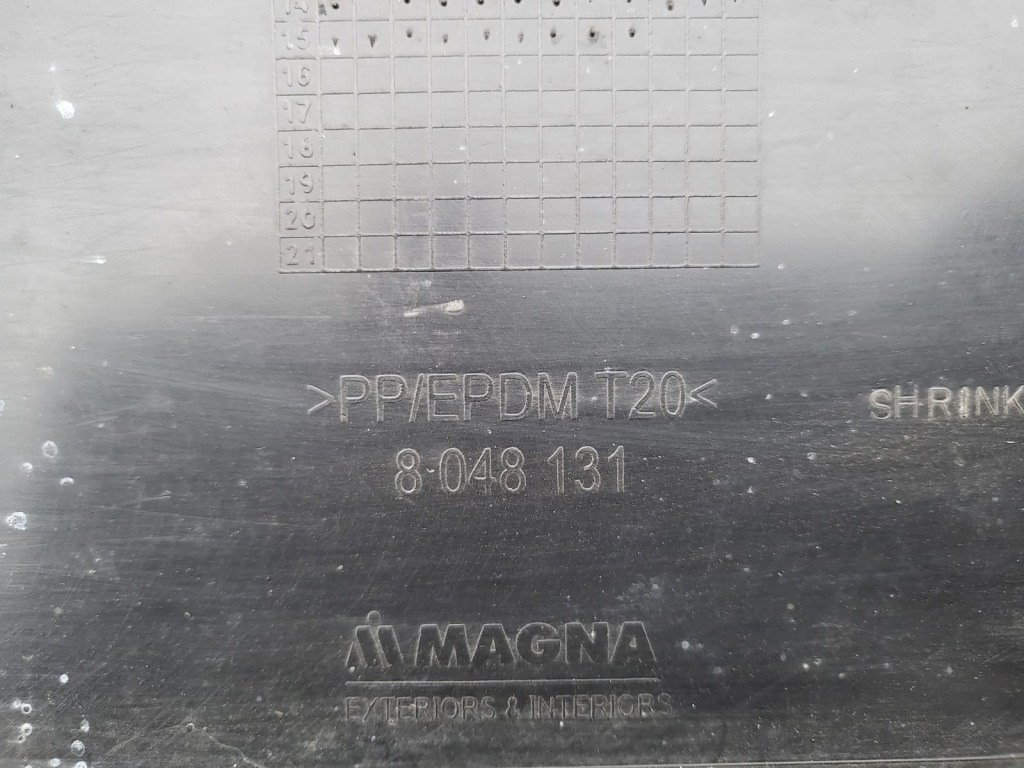 14
15
16
17
18
19
20
21
>PP/EPDM T20<
SHRINK
8 048 131
MAGNA
EXTERIORS & INTERIORS